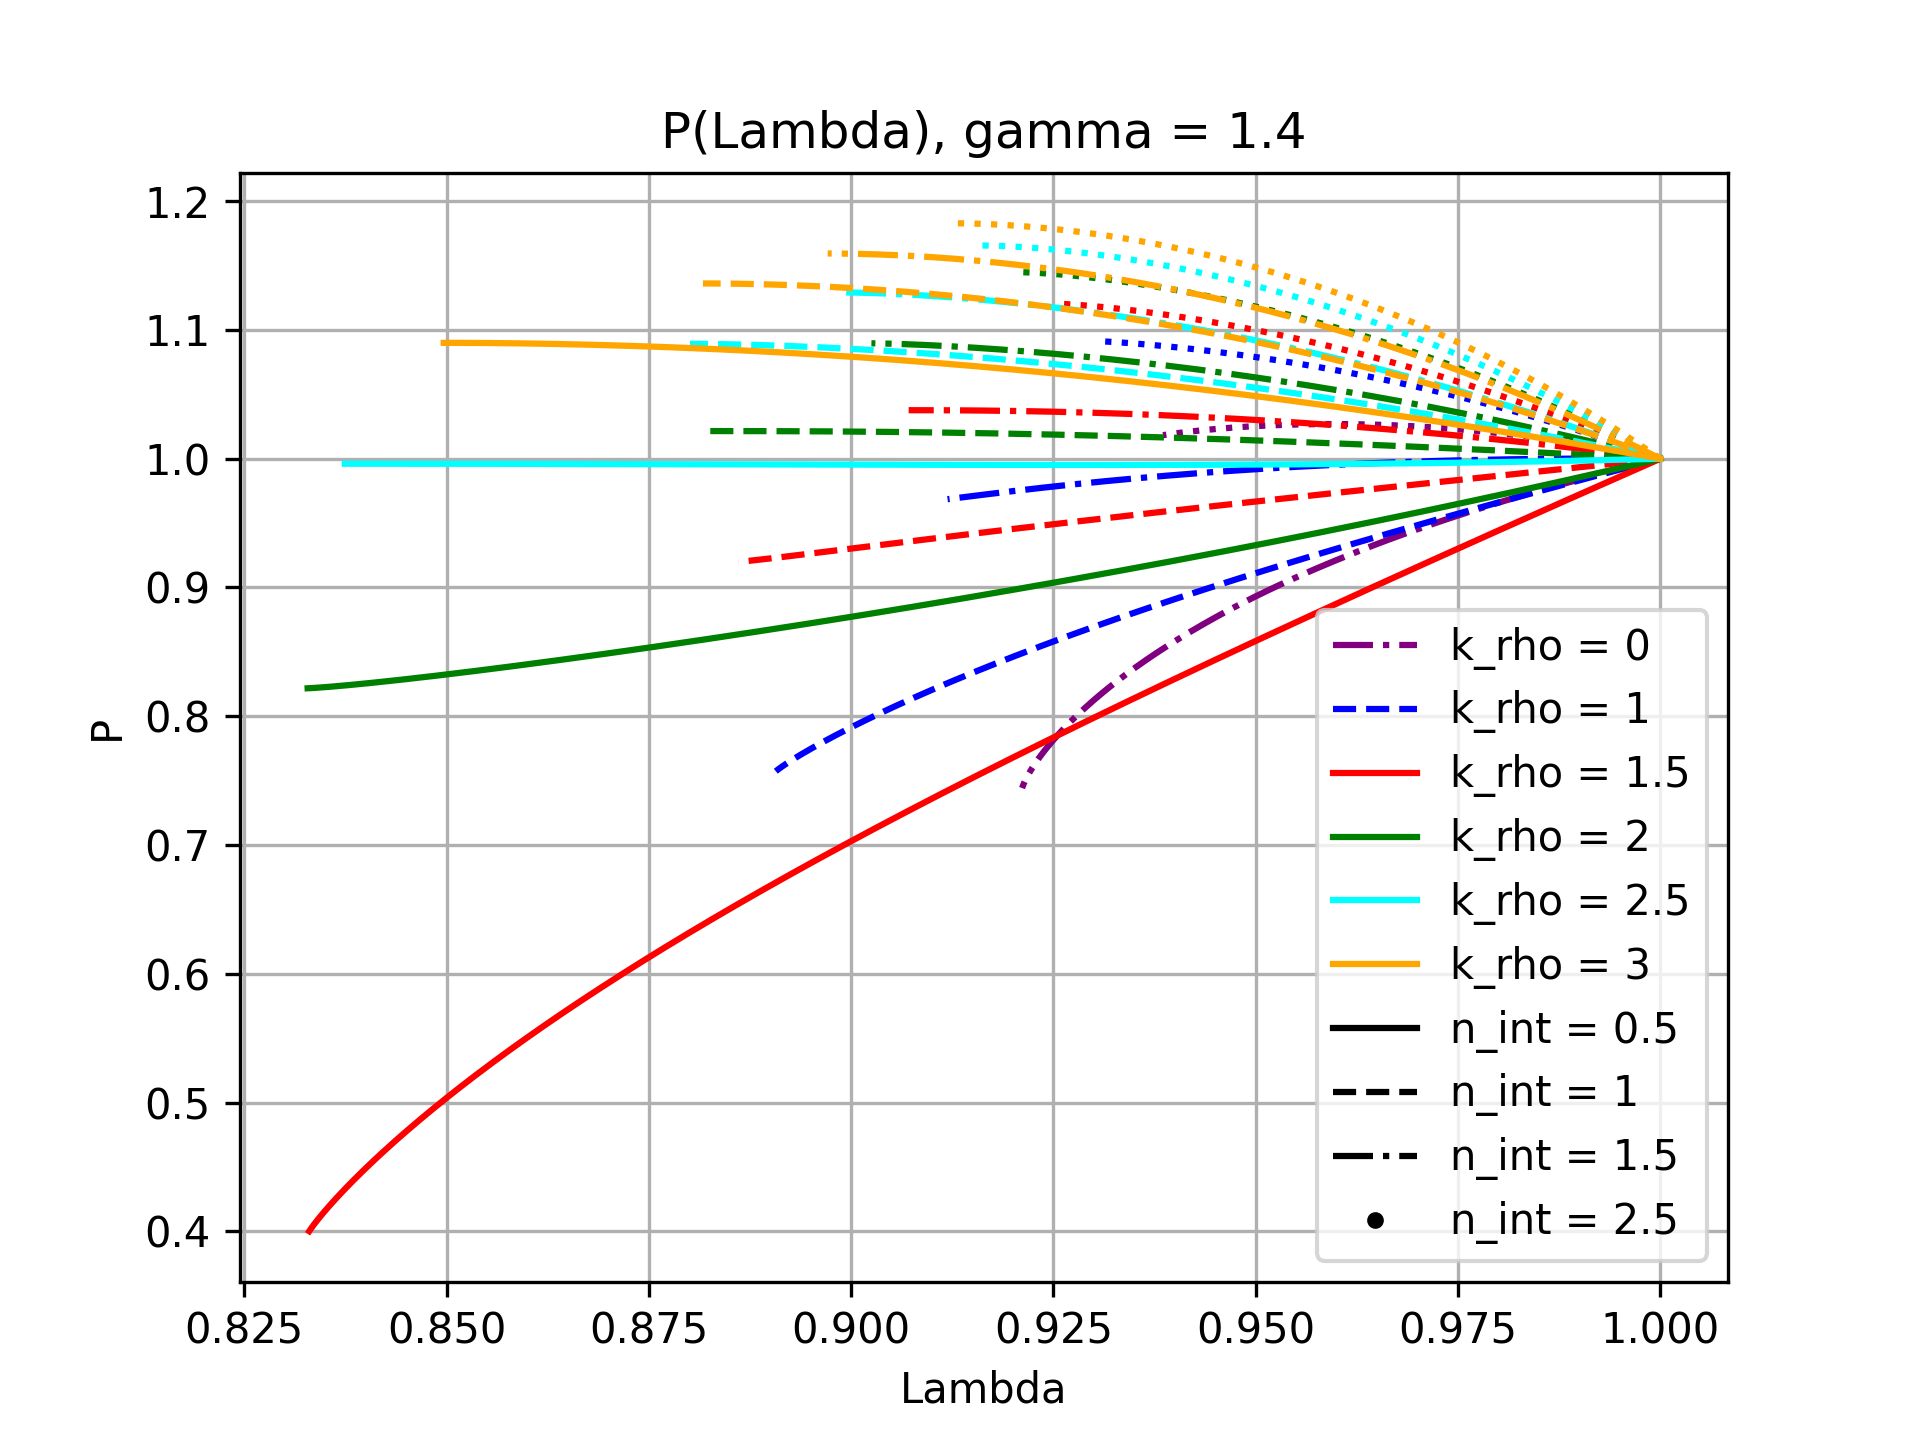 P(Lambda), gamma = 1.4
1.2
1.1
1.0
0.9
0.8
0.7
0.6
0.5
0.4
P
k_rho = 0
k_rho = 1
k_rho = 1.5
k_rho = 2
k_rho = 2.5
k_rho = 3
n_int = 0.5
n_int = 1
n_int = 1.5
n_int = 2.5
0.825 0.850 0.875 0.900 0.925 0.950 0.975 1.000
Lambda